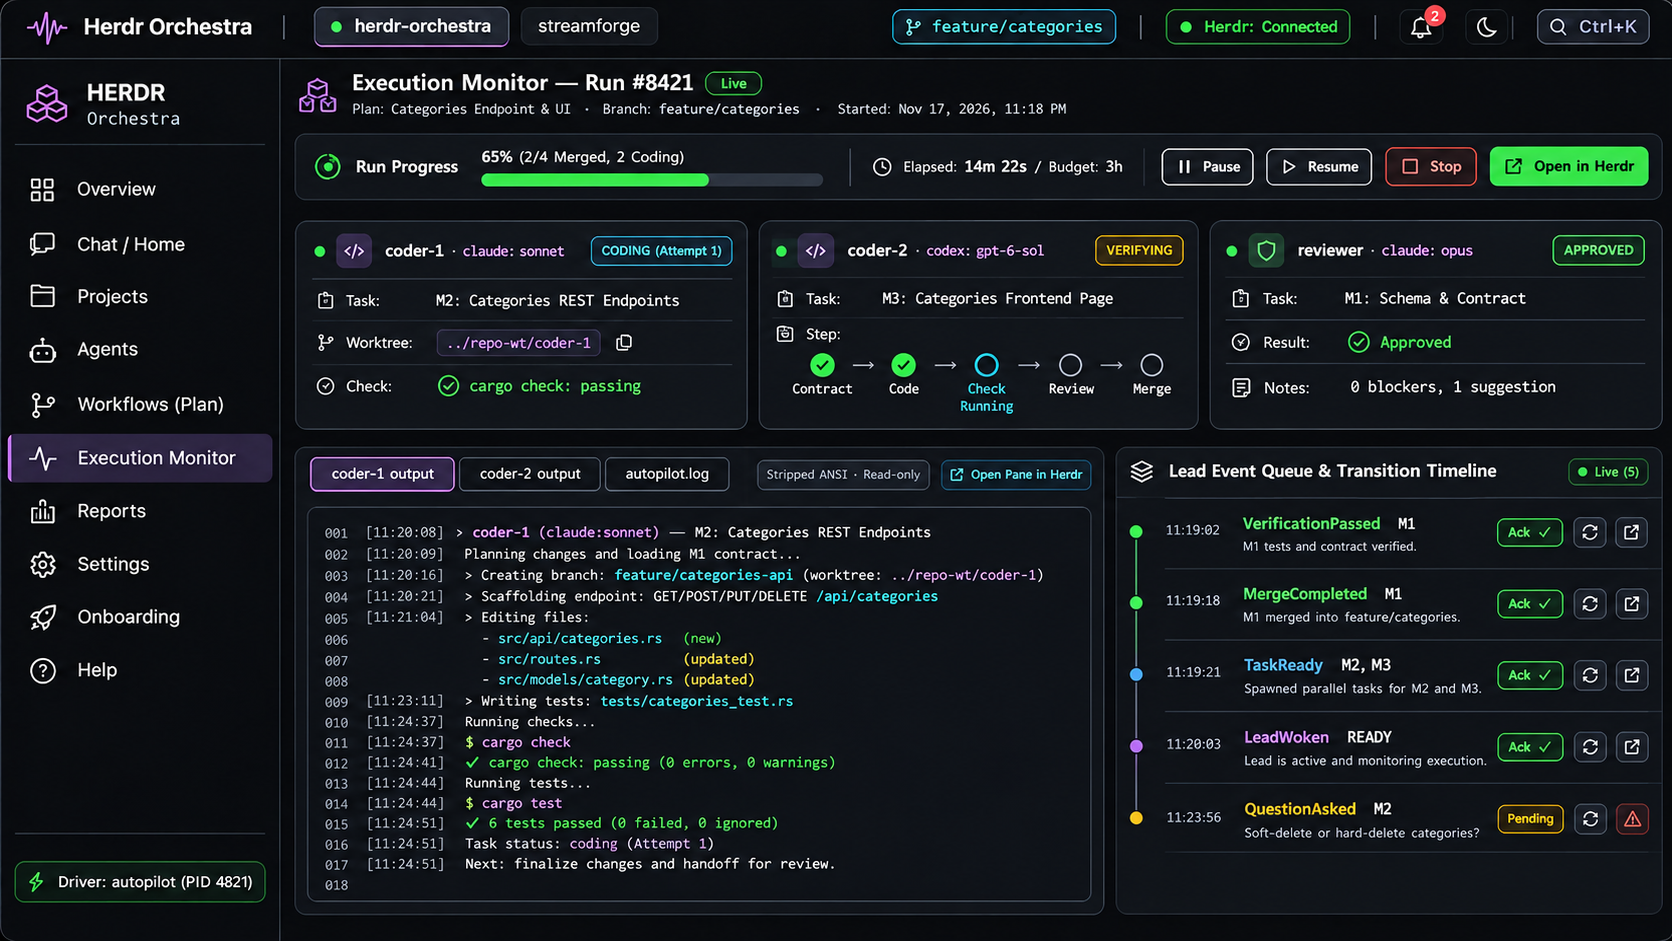 Herdr Orchestra
herdr-orchestra
streamforge
feature/categories
Herdr: Connected
2
Ctrl+K
HERDR
Orchestra
Overview
Chat / Home
Projects
Agents
Workflows (Plan)
Execution Monitor
Reports
Settings
Onboarding
Help
Driver: autopilot (PID 4821)
Execution Monitor — Run #8421 Live
Plan: Categories Endpoint & UI · Branch: feature/categories · Started: Nov 17, 2026, 11:18 PM
Run Progress
65% (2/4 Merged, 2 Coding)
Elapsed: 14m 22s / Budget: 3h
Pause
Resume
Stop
Open in Herdr
</> coder-1 · claude: sonnet CODING (Attempt 1)
Task: M2: Categories REST Endpoints
Worktree: ../repo-wt/coder-1
Check: cargo check: passing
</> coder-2 · codex: gpt-6-sol VERIFYING
Task: M3: Categories Frontend Page
Step:
Contract → Code → Check Running → Review → Merge
reviewer · claude: opus APPROVED
Task: M1: Schema & Contract
Result: Approved
Notes: 0 blockers, 1 suggestion
coder-1 output
coder-2 output
autopilot.log
Stripped ANSI · Read-only
Open Pane in Herdr
001 [11:20:08] > coder-1 (claude:sonnet) — M2: Categories REST Endpoints
002 [11:20:09] Planning changes and loading M1 contract...
003 [11:20:16] > Creating branch: feature/categories-api (worktree: ../repo-wt/coder-1)
004 [11:20:21] > Scaffolding endpoint: GET/POST/PUT/DELETE /api/categories
005 [11:21:04] > Editing files:
006 - src/api/categories.rs (new)
007 - src/routes.rs (updated)
008 - src/models/category.rs (updated)
009 [11:23:11] > Writing tests: tests/categories_test.rs
010 [11:24:37] Running checks...
011 [11:24:37] $ cargo check
012 [11:24:41] ✓ cargo check: passing (0 errors, 0 warnings)
013 [11:24:44] Running tests...
014 [11:24:44] $ cargo test
015 [11:24:51] ✓ 6 tests passed (0 failed, 0 ignored)
016 [11:24:51] Task status: coding (Attempt 1)
017 [11:24:51] Next: finalize changes and handoff for review.
018
Lead Event Queue & Transition Timeline Live (5)
11:19:02 VerificationPassed M1 Ack ✓
M1 tests and contract verified.
11:19:18 MergeCompleted M1 Ack ✓
M1 merged into feature/categories.
11:19:21 TaskReady M2, M3 Ack ✓
Spawned parallel tasks for M2 and M3.
11:20:03 LeadWoken READY Ack ✓
Lead is active and monitoring execution.
11:23:56 QuestionAsked M2 Pending
Soft-delete or hard-delete categories?